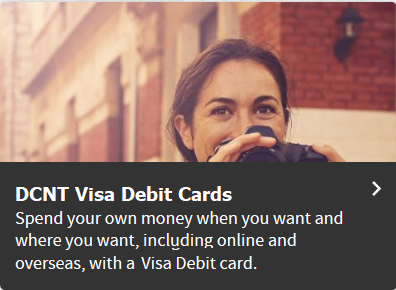 DCNT Visa Debit Cards
Spend your own money when you want and
where you want, including online and
overseas, with a Visa Debit card.